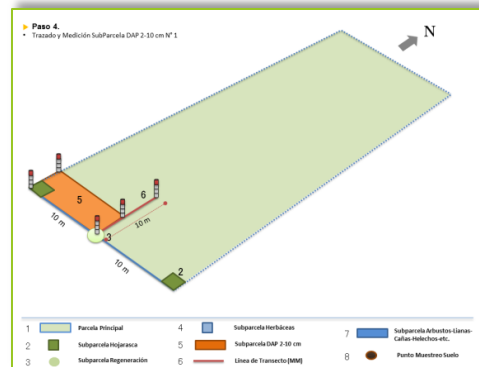 Paso 4.
• Trazado y Medición SubParcela DAP 2-10 cm N° 1
N
6
5
10 m
3
10 m
10 m
2
1 Parcela Principal
2 Subparcela Hojarasca
3 Subparcela Regeneración
4 Subparcela Herbáceas
5 Subparcela DAP 2-10 cm
6 Línea de Transecto (MM)
7 Subparcela Arbustos-Lianas-
Cañas-Helechos-etc.
8 Punto Muestreo Suelo